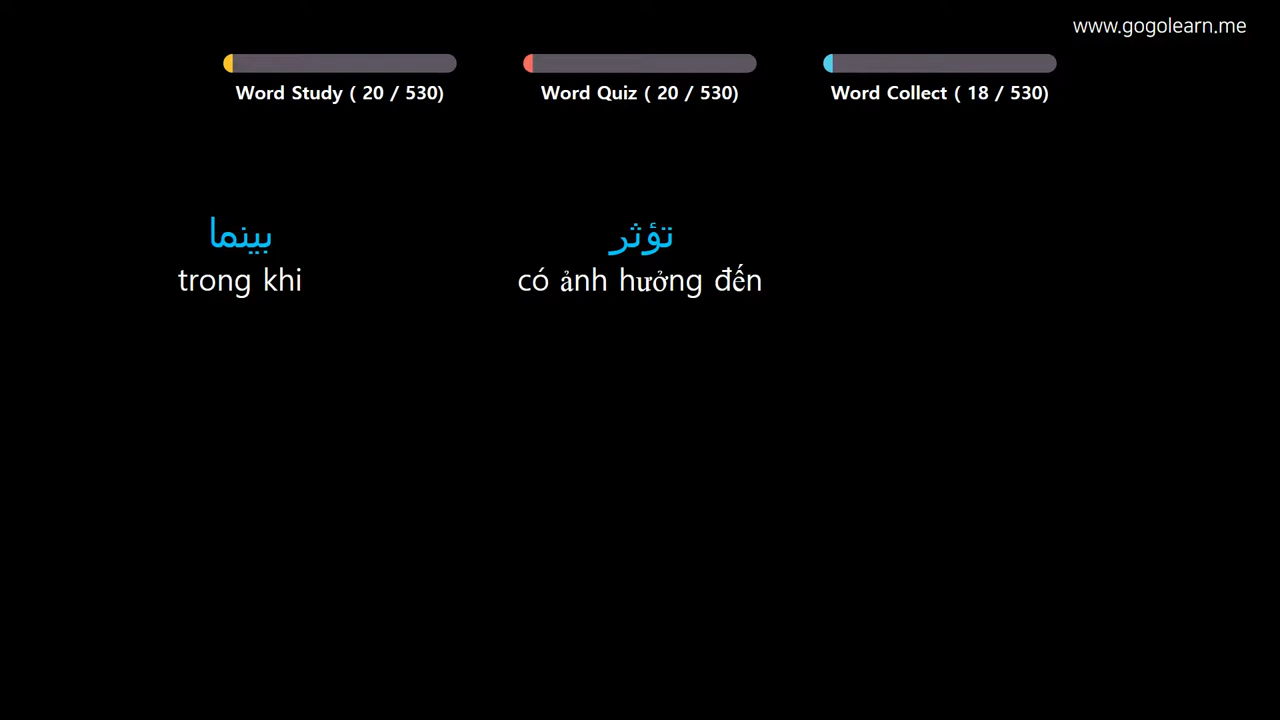 www.gogolearn.me
Word Study ( 20 / 530)
Word Quiz ( 20 / 530)
Word Collect ( 18 / 530)
بينما
trong khi
تؤثر
có ảnh hưởng đến